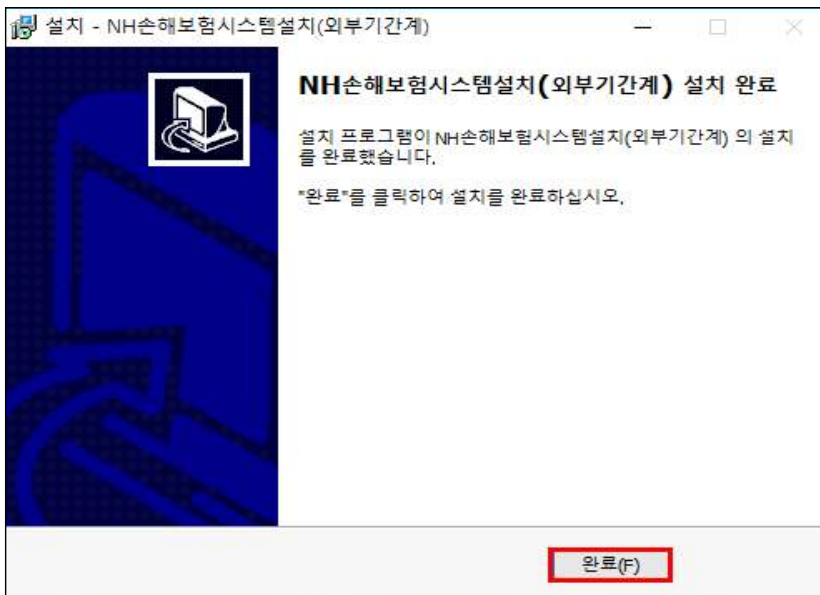 설치 - NH손해보험시스템설치(외부기간계)
NH손해보험시스템설치(외부기간계) 설치 완료
설치 프로그램이 NH손해보험시스템설치(외부기간계) 의 설치
를 완료했습니다.
"완료"를 클릭하여 설치를 완료하십시오.
완료(F)